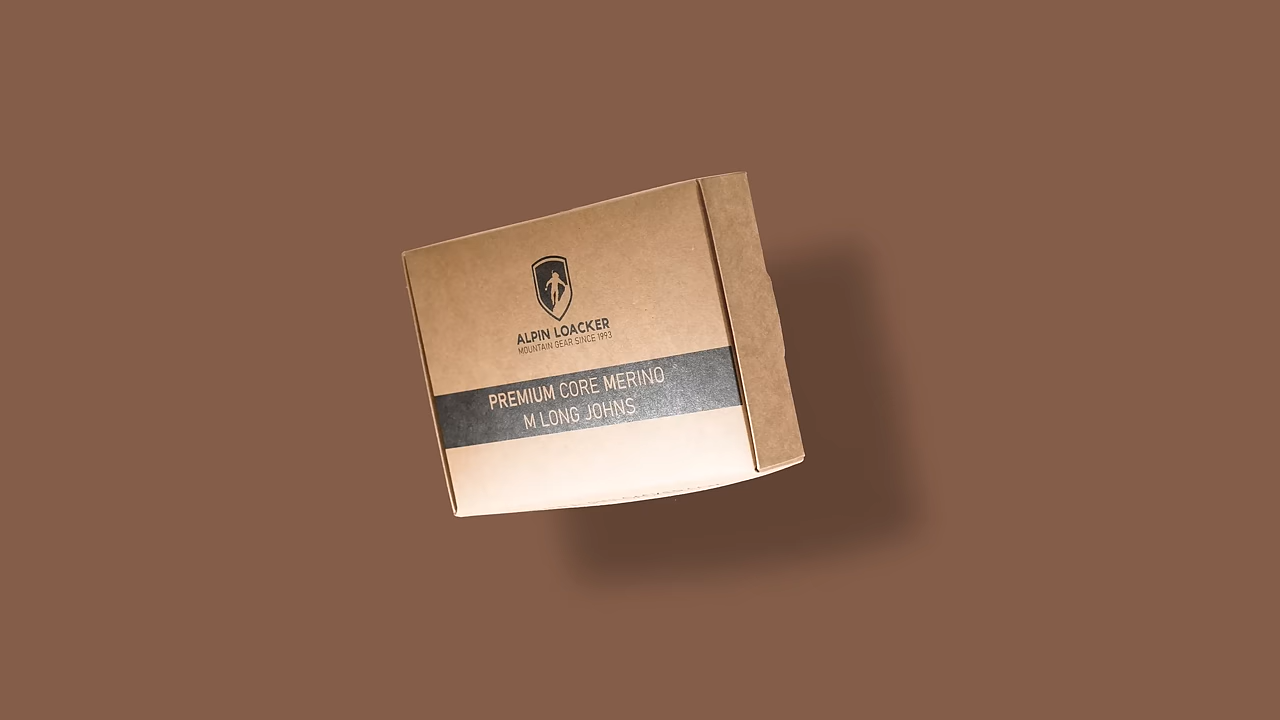 ALPIN LOACKER
MOUNTAIN GEAR SINCE 1993
PREMIUM CORE MERINO
M LONG JOHNS